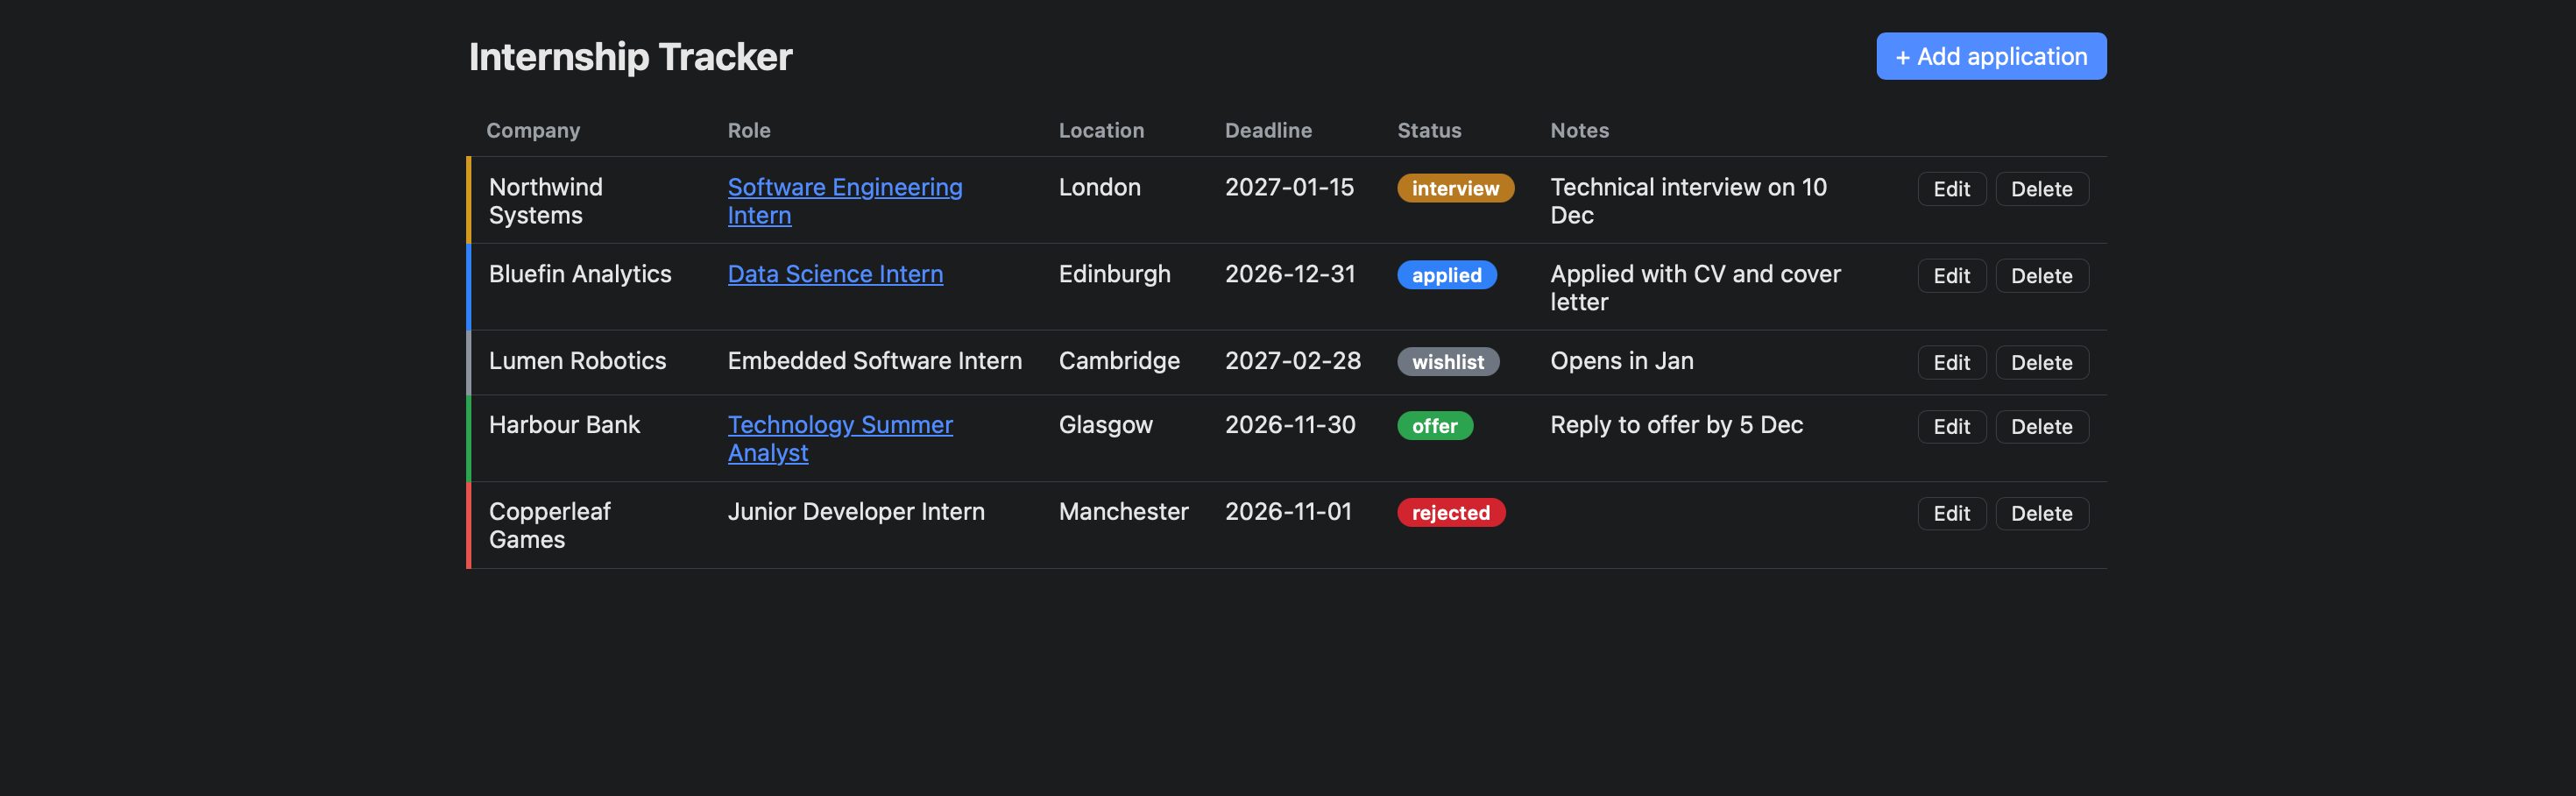 Internship Tracker
+ Add application
Company Role Location Deadline Status Notes
Northwind Systems Software Engineering Intern London 2027-01-15 interview Technical interview on 10 Dec Edit Delete
Bluefin Analytics Data Science Intern Edinburgh 2026-12-31 applied Applied with CV and cover letter Edit Delete
Lumen Robotics Embedded Software Intern Cambridge 2027-02-28 wishlist Opens in Jan Edit Delete
Harbour Bank Technology Summer Analyst Glasgow 2026-11-30 offer Reply to offer by 5 Dec Edit Delete
Copperleaf Games Junior Developer Intern Manchester 2026-11-01 rejected Edit Delete